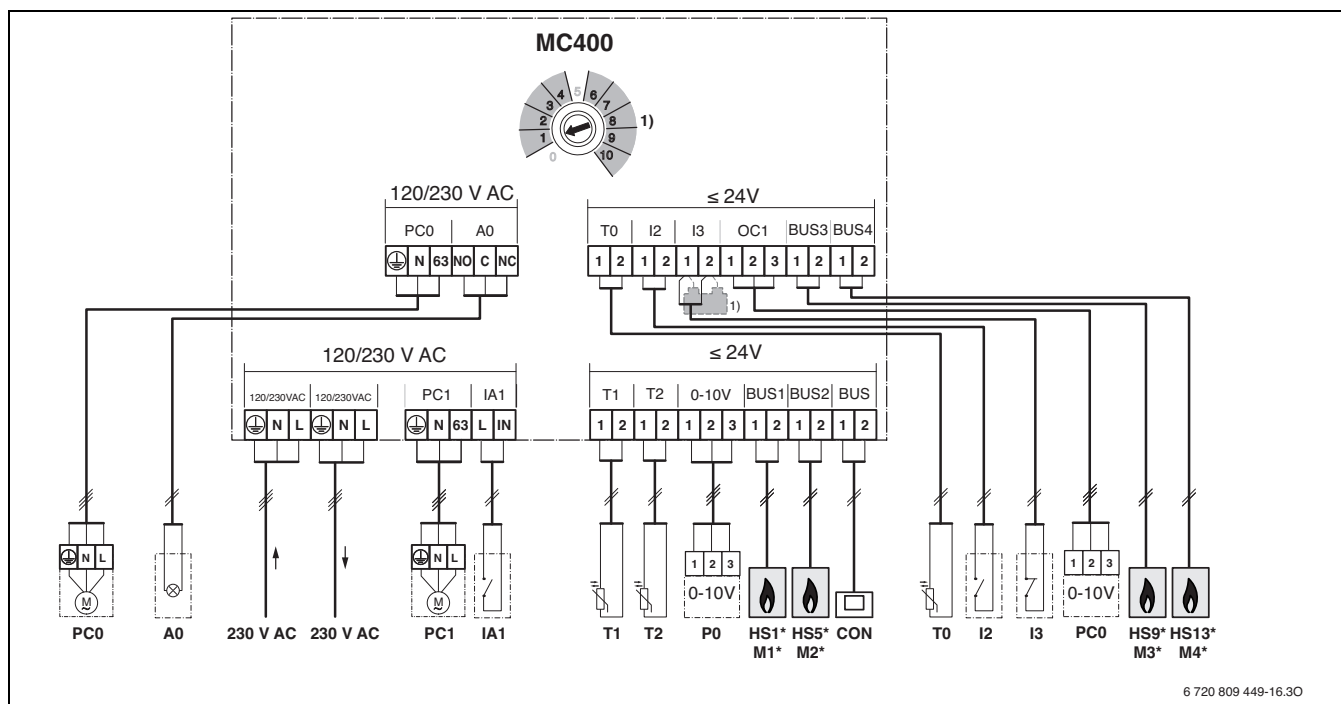 MC400
0 1 2 3 4 5 6 7 8 9 10 1)
120/230 V AC ≤ 24V
PC0 A0 T0 I2 I3 OC1 BUS3 BUS4
N 63 NO C NC 1 2 1 2 1 2 1 2 3 1 2 1 2
1)
120/230 V AC ≤ 24V
120/230VAC 120/230VAC PC1 IA1 T1 T2 0-10V BUS1 BUS2 BUS
N L N L N 63 L IN 1 2 1 2 1 2 3 1 2 1 2 1 2
N L N L 1 2 3 1 2 3
M ~ M ~ 0-10V 0-10V
PC0 A0 230 V AC 230 V AC PC1 IA1 T1 T2 P0 HS1* HS5* CON T0 I2 I3 PC0 HS9* HS13*
M1* M2* M3* M4*
6 720 809 449-16.3O